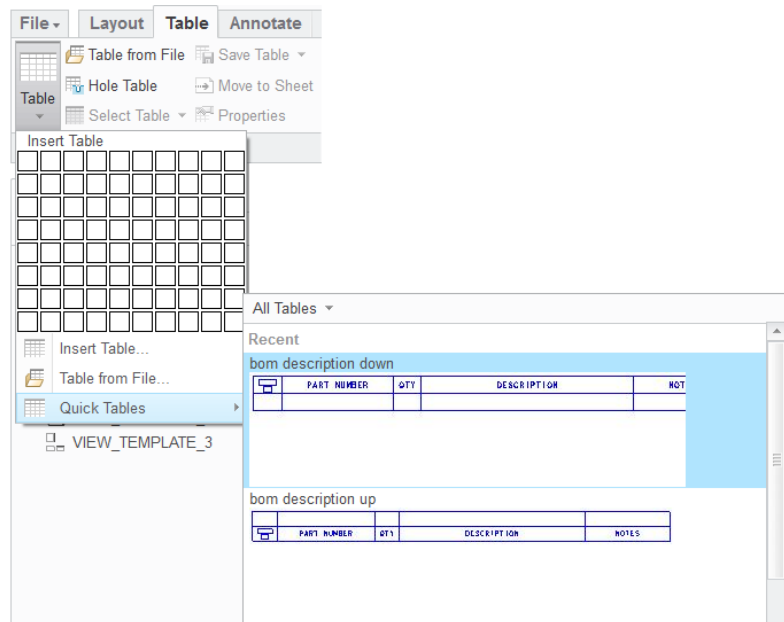 File Layout Table Annotate
Table from File Save Table
Hole Table Move to Sheet
Table
Select Table Properties
Insert Table
Insert Table...
Table from File...
Quick Tables
VIEW_TEMPLATE_3
All Tables
Recent
bom description down
PART NUMBER QTY DESCRIPTION NOT
bom description up
PART NUMBER QTY DESCRIPTION NOTES